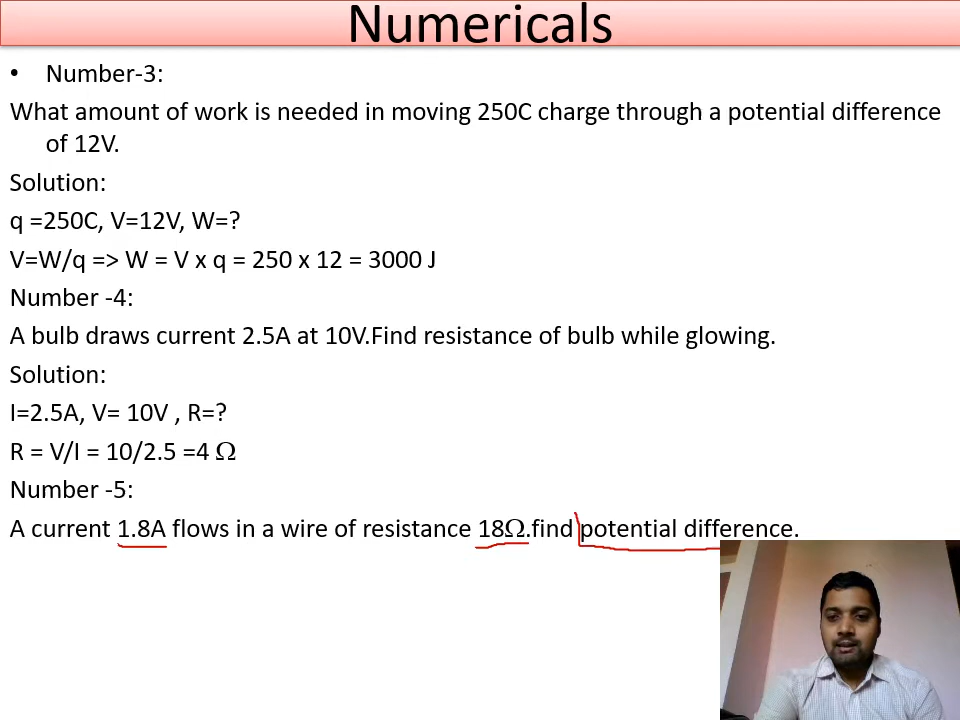 Numericals
• Number-3:
What amount of work is needed in moving 250C charge through a potential difference
of 12V.
Solution:
q =250C, V=12V, W=?
V=W/q => W = V x q = 250 x 12 = 3000 J
Number -4:
A bulb draws current 2.5A at 10V.Find resistance of bulb while glowing.
Solution:
I=2.5A, V= 10V , R=?
R = V/I = 10/2.5 =4 Ω
Number -5:
A current 1.8A flows in a wire of resistance 18Ω.find potential difference.